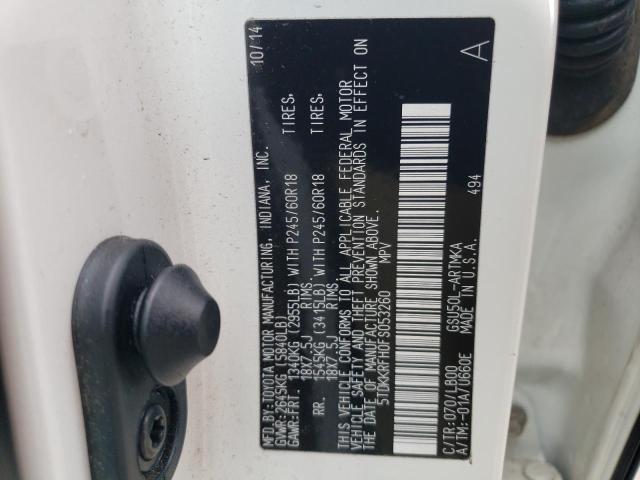 MFD.BY:TOYOTA MOTOR MANUFACTURING, INDIANA, INC. 10/14
GVWR:2645KG (5840LB)
GAWR:FRT. 1340KG (2955LB) WITH P245/60R18 TIRES,
18X7.5J RIMS,
RR. 1545KG (3415LB) WITH P245/60R18 TIRES,
18X7.5J RIMS.
THIS VEHICLE CONFORMS TO ALL APPLICABLE FEDERAL MOTOR
VEHICLE SAFETY AND THEFT PREVENTION STANDARDS IN EFFECT ON
THE DATE OF MANUFACTURE SHOWN ABOVE.
5TDKKRFH0FS053260 MPV
494
C/TR:070/LB00 GSU50L-ARTMKA
A/TM:-01A/U660E MADE IN U.S.A.
A